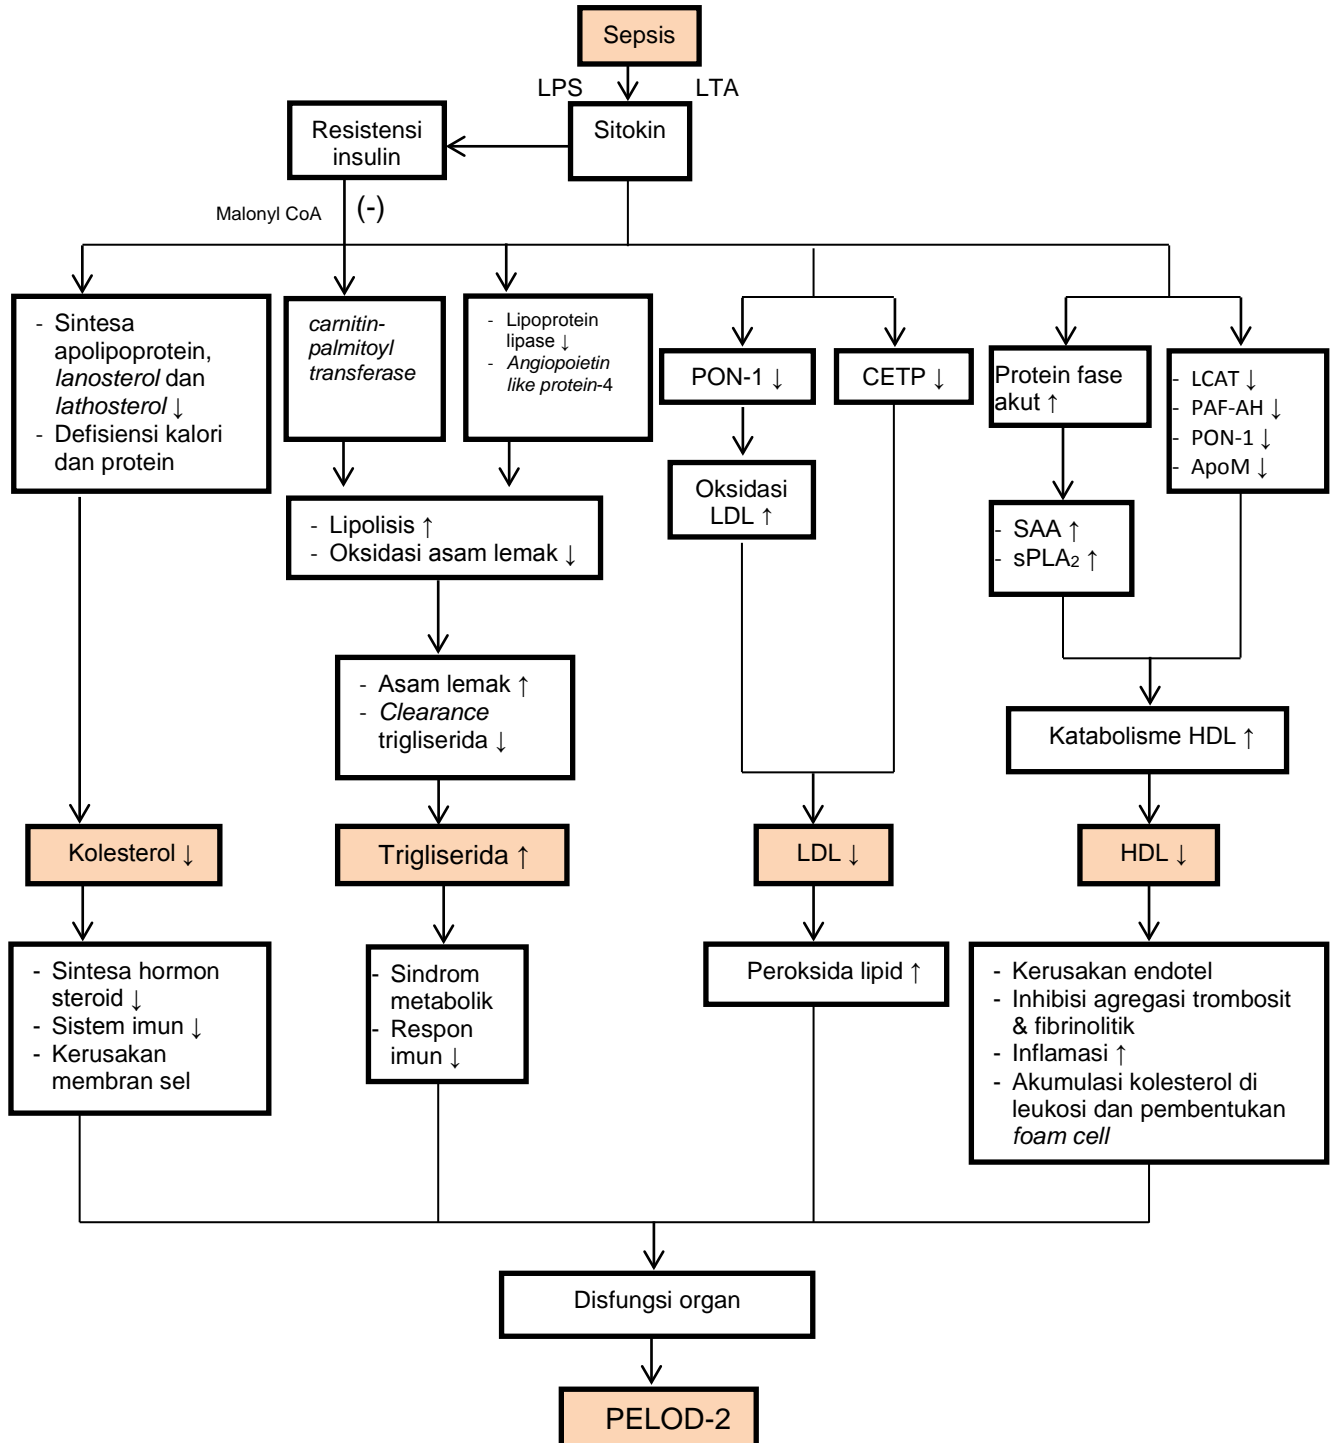 Sepsis
LPS
LTA
Sitokin
Resistensi
insulin
Malonyl CoA
(-)
- Sintesa
apolipoprotein,
lanosterol dan
lathosterol ↓
- Defisiensi kalori
dan protein
carnitin-
palmitoyl
transferase
- Lipoprotein
lipase ↓
- Angiopoietin
like protein-4
PON-1 ↓
CETP ↓
Protein fase
akut ↑
- LCAT ↓
- PAF-AH ↓
- PON-1 ↓
- ApoM ↓
Oksidasi
LDL ↑
- Lipolisis ↑
- Oksidasi asam lemak ↓
- SAA ↑
- sPLA2 ↑
- Asam lemak ↑
- Clearance
trigliserida ↓
Katabolisme HDL ↑
Kolesterol ↓
Trigliserida ↑
LDL ↓
HDL ↓
- Sintesa hormon
steroid ↓
- Sistem imun ↓
- Kerusakan
membran sel
- Sindrom
metabolik
- Respon
imun ↓
Peroksida lipid ↑
- Kerusakan endotel
- Inhibisi agregasi trombosit
& fibrinolitik
- Inflamasi ↑
- Akumulasi kolesterol di
leukosi dan pembentukan
foam cell
Disfungsi organ
PELOD-2